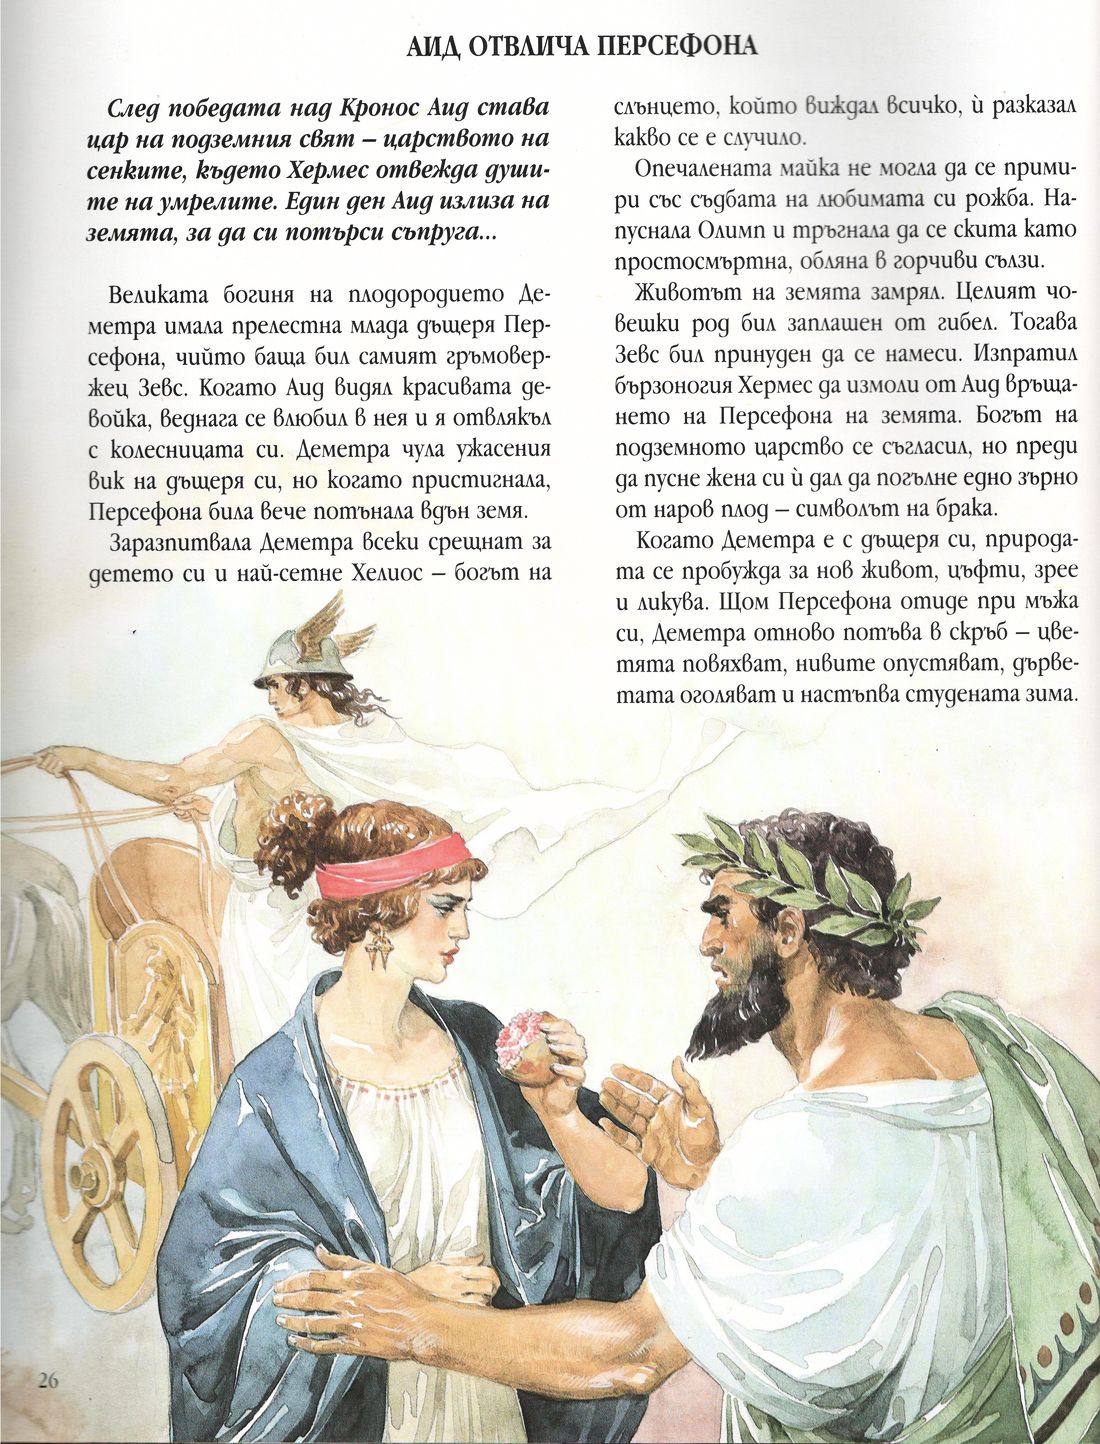 АИД ОТВЛИЧА ПЕРСЕФОНА
След победата над Кронос Аид става
цар на подземния свят – царството на
сенките, където Хермес отвежда души-
те на умрелите. Един ден Аид излиза на
земята, за да си потърси съпруга...
Великата богиня на плодородието Де-
метра имала прелестна млада дъщеря Пер-
сефона, чийто баща бил самият гръмовер-
жец Зевс. Когато Аид видял красивата де-
войка, веднага се влюбил в нея и я отвлякъл
с колесницата си. Деметра чула ужасения
вик на дъщеря си, но когато пристигнала,
Персефона била вече потънала вдън земя.
Заразпитвала Деметра всеки срещнат за
детето си и най-сетне Хелиос – богът на
слънцето, който виждал всичко, ѝ разказал
какво се е случило.
Опечалената майка не могла да се прими-
ри със съдбата на любимата си рожба. На-
пуснала Олимп и тръгнала да се скита като
простосмъртна, обляна в горчиви сълзи.
Животът на земята замрял. Целият чо-
вешки род бил заплашен от гибел. Тогава
Зевс бил принуден да се намеси. Изпратил
бързоногия Хермес да измоли от Аид връща-
нето на Персефона на земята. Богът на
подземното царство се съгласил, но преди
да пусне жена си ѝ дал да погълне едно зърно
от наров плод – символът на брака.
Когато Деметра е с дъщеря си, природа-
та се пробужда за нов живот, цъфти, зрее
и ликува. Щом Персефона отиде при мъжа
си, Деметра отново потъва в скръб – цве-
тята повяхват, нивите опустяват, дърве-
тата оголяват и настъпва студената зима.
26